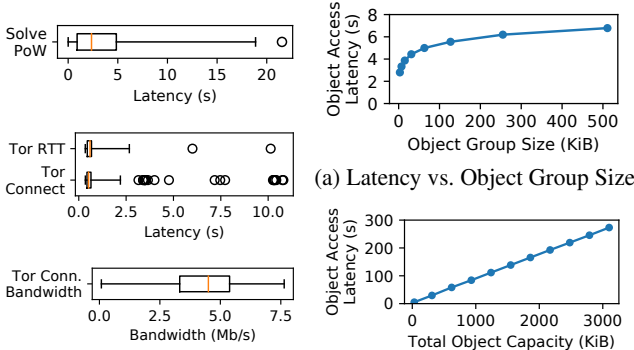 Solve
PoW
0 5 10 15 20
Latency (s)
Tor RTT
Tor
Connect
0.0 2.5 5.0 7.5 10.0
Latency (s)
Tor Conn.
Bandwidth
0.0 2.5 5.0 7.5
Bandwidth (Mb/s)
Object Access
Latency (s)
8
6
4
2
0
0 100 200 300 400 500
Object Group Size (KiB)
(a) Latency vs. Object Group Size
Object Access
Latency (s)
300
200
100
0
0 1000 2000 3000
Total Object Capacity (KiB)